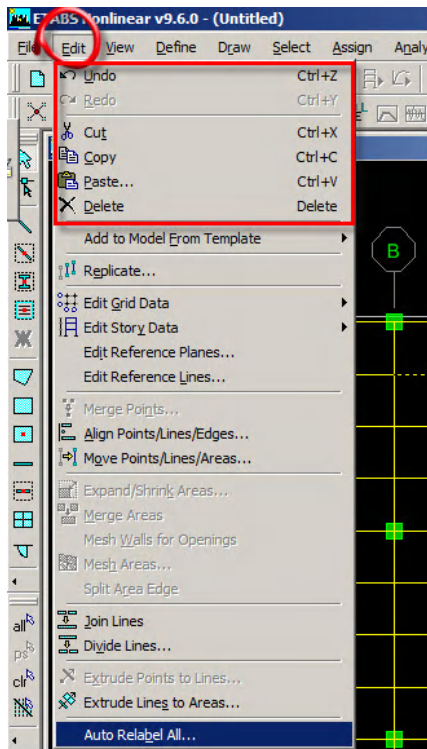 ETABS Nonlinear v9.6.0 - (Untitled)
File Edit View Define Draw Select Assign Analy
Undo Ctrl+Z
Redo Ctrl+Y
Cut Ctrl+X
Copy Ctrl+C
Paste... Ctrl+V
Delete Delete
Add to Model From Template
B
Replicate...
Edit Grid Data
Edit Story Data
Edit Reference Planes...
Edit Reference Lines...
Merge Points...
Align Points/Lines/Edges...
Move Points/Lines/Areas...
Expand/Shrink Areas...
Merge Areas
Mesh Walls for Openings
Mesh Areas...
Split Area Edge
all
Join Lines
ps
Divide Lines...
clr
Extrude Points to Lines...
Extrude Lines to Areas...
Auto Relabel All...